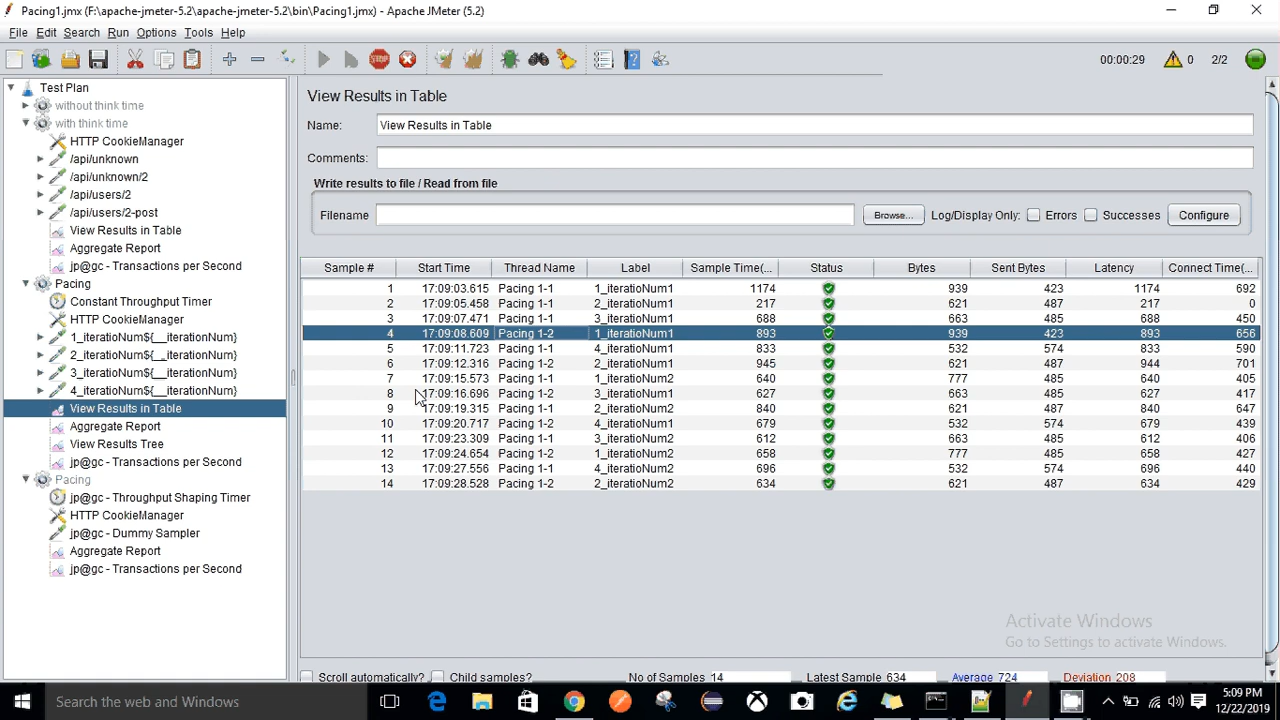 Pacing1.jmx (F:\apache-jmeter-5.2\apache-jmeter-5.2\bin\Pacing1.jmx) - Apache JMeter (5.2)
File Edit Search Run Options Tools Help
STOP 00:00:29 0 2/2
Test Plan
without think time
with think time
HTTP CookieManager
/api/unknown
/api/unknown/2
/api/users/2
/api/users/2-post
View Results in Table
Aggregate Report
jp@gc - Transactions per Second
Pacing
Constant Throughput Timer
HTTP CookieManager
1_iteratioNum${__iterationNum}
2_iteratioNum${__iterationNum}
3_iteratioNum${__iterationNum}
4_iteratioNum${__iterationNum}
View Results in Table
Aggregate Report
View Results Tree
jp@gc - Transactions per Second
Pacing
jp@gc - Throughput Shaping Timer
HTTP CookieManager
jp@gc - Dummy Sampler
Aggregate Report
jp@gc - Transactions per Second
View Results in Table
Name: View Results in Table
Comments:
Write results to file / Read from file
Filename Browse... Log/Display Only: Errors Successes Configure
Sample # Start Time Thread Name Label Sample Time(... Status Bytes Sent Bytes Latency Connect Time(...
1 17:09:03.615 Pacing 1-1 1_iteratioNum1 1174 939 423 1174 692
2 17:09:05.458 Pacing 1-1 2_iteratioNum1 217 621 487 217 0
3 17:09:07.471 Pacing 1-1 3_iteratioNum1 688 663 485 688 450
4 17:09:08.609 Pacing 1-2 1_iteratioNum1 893 939 423 893 656
5 17:09:11.723 Pacing 1-1 4_iteratioNum1 833 532 574 833 590
6 17:09:12.316 Pacing 1-2 2_iteratioNum1 945 621 487 944 701
7 17:09:15.573 Pacing 1-1 1_iteratioNum2 640 777 485 640 405
8 17:09:16.696 Pacing 1-2 3_iteratioNum1 627 663 485 627 417
9 17:09:19.315 Pacing 1-1 2_iteratioNum2 840 621 487 840 647
10 17:09:20.717 Pacing 1-2 4_iteratioNum1 679 532 574 679 439
11 17:09:23.309 Pacing 1-1 3_iteratioNum2 612 663 485 612 406
12 17:09:24.654 Pacing 1-2 1_iteratioNum2 658 777 485 658 427
13 17:09:27.556 Pacing 1-1 4_iteratioNum2 696 532 574 696 440
14 17:09:28.528 Pacing 1-2 2_iteratioNum2 634 621 487 634 429
Activate Windows
Go to Settings to activate Windows.
Scroll automatically? Child samples? No of Samples 14 Latest Sample 634 Average 724 Deviation 208
Search the web and Windows
5:09 PM
12/22/2019